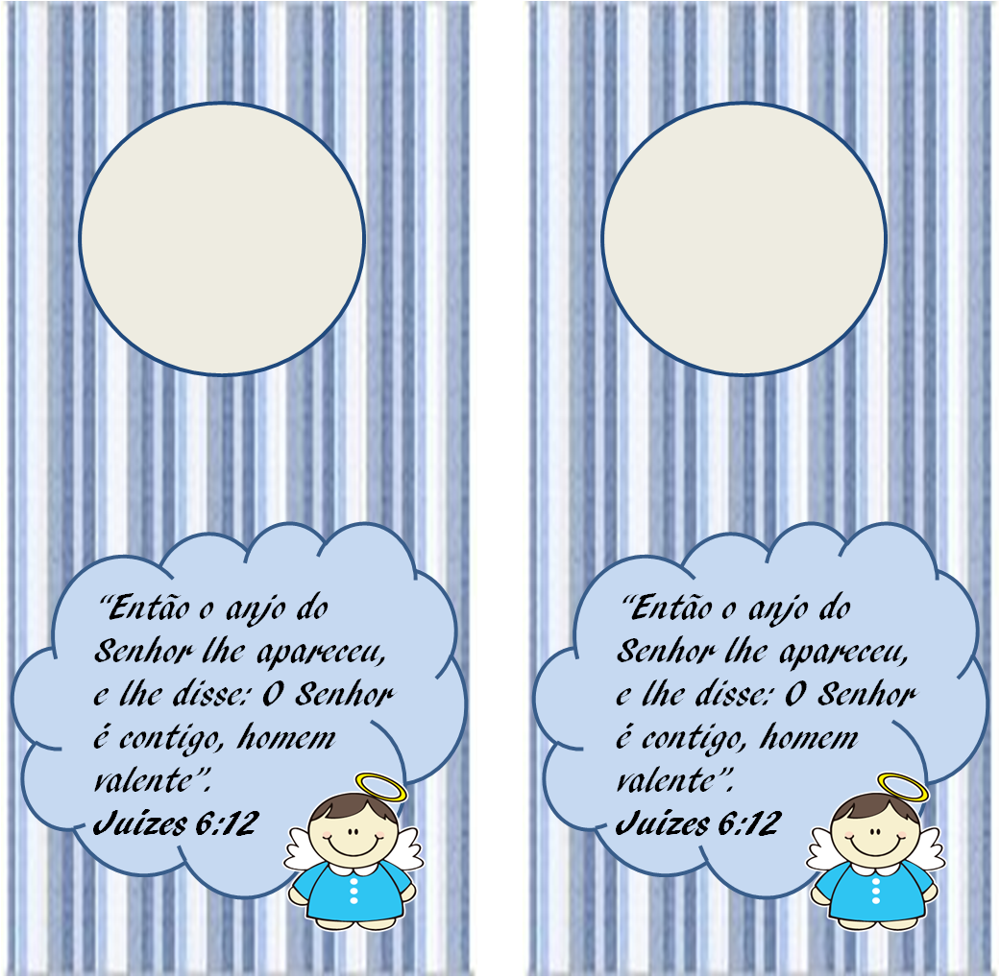 “Então o anjo do
Senhor lhe apareceu,
e lhe disse: O Senhor
é contigo, homem
valente”.
Juízes 6:12
“Então o anjo do
Senhor lhe apareceu,
e lhe disse: O Senhor
é contigo, homem
valente”.
Juízes 6:12